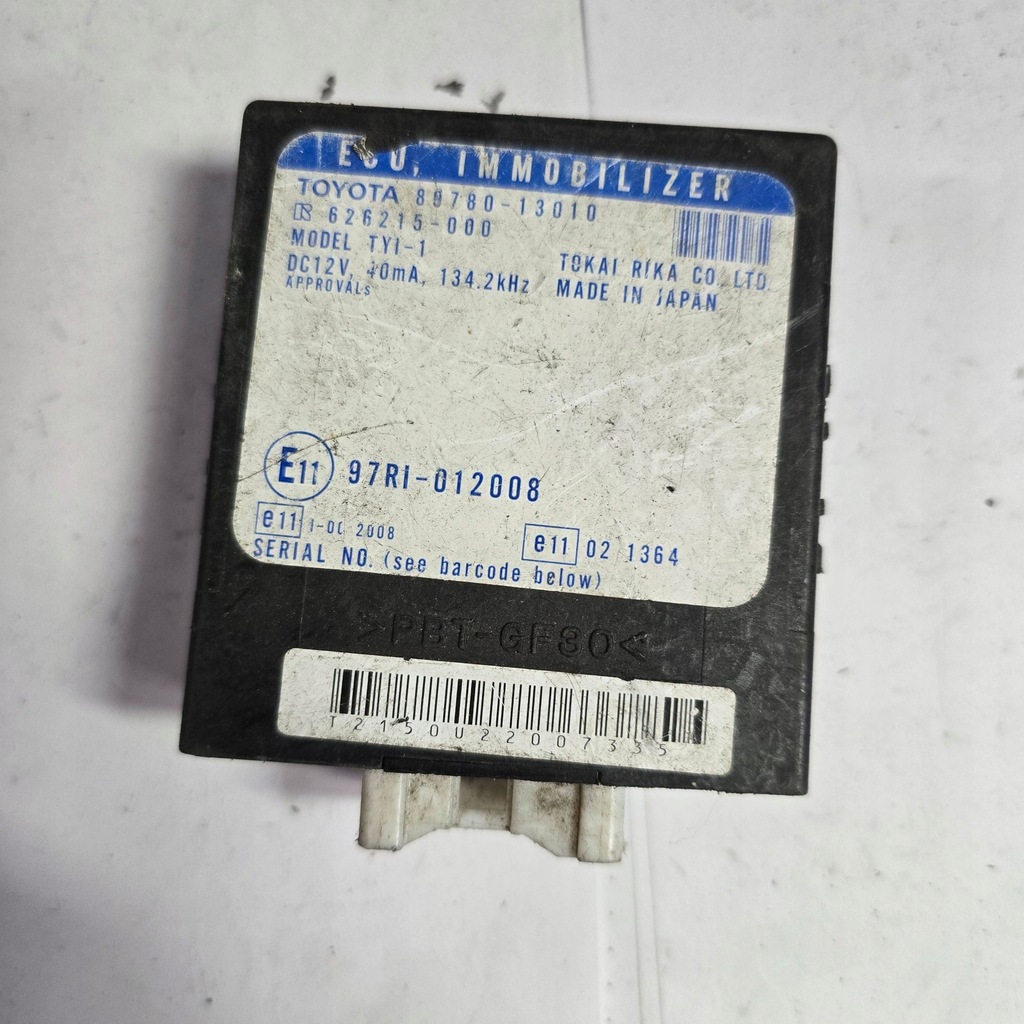 ECU, IMMOBILIZER
TOYOTA 89780-13010
626215-000
MODEL TYI-1
DC12V, 40mA, 134.2kHz
APPROVALS
TOKAI RIKA CO. LTD.
MADE IN JAPAN
E11 97RI-012008
e11 2008
e11 02 1364
SERIAL NO. (see barcode below)
>PBT-GF30<
T2150U22007335